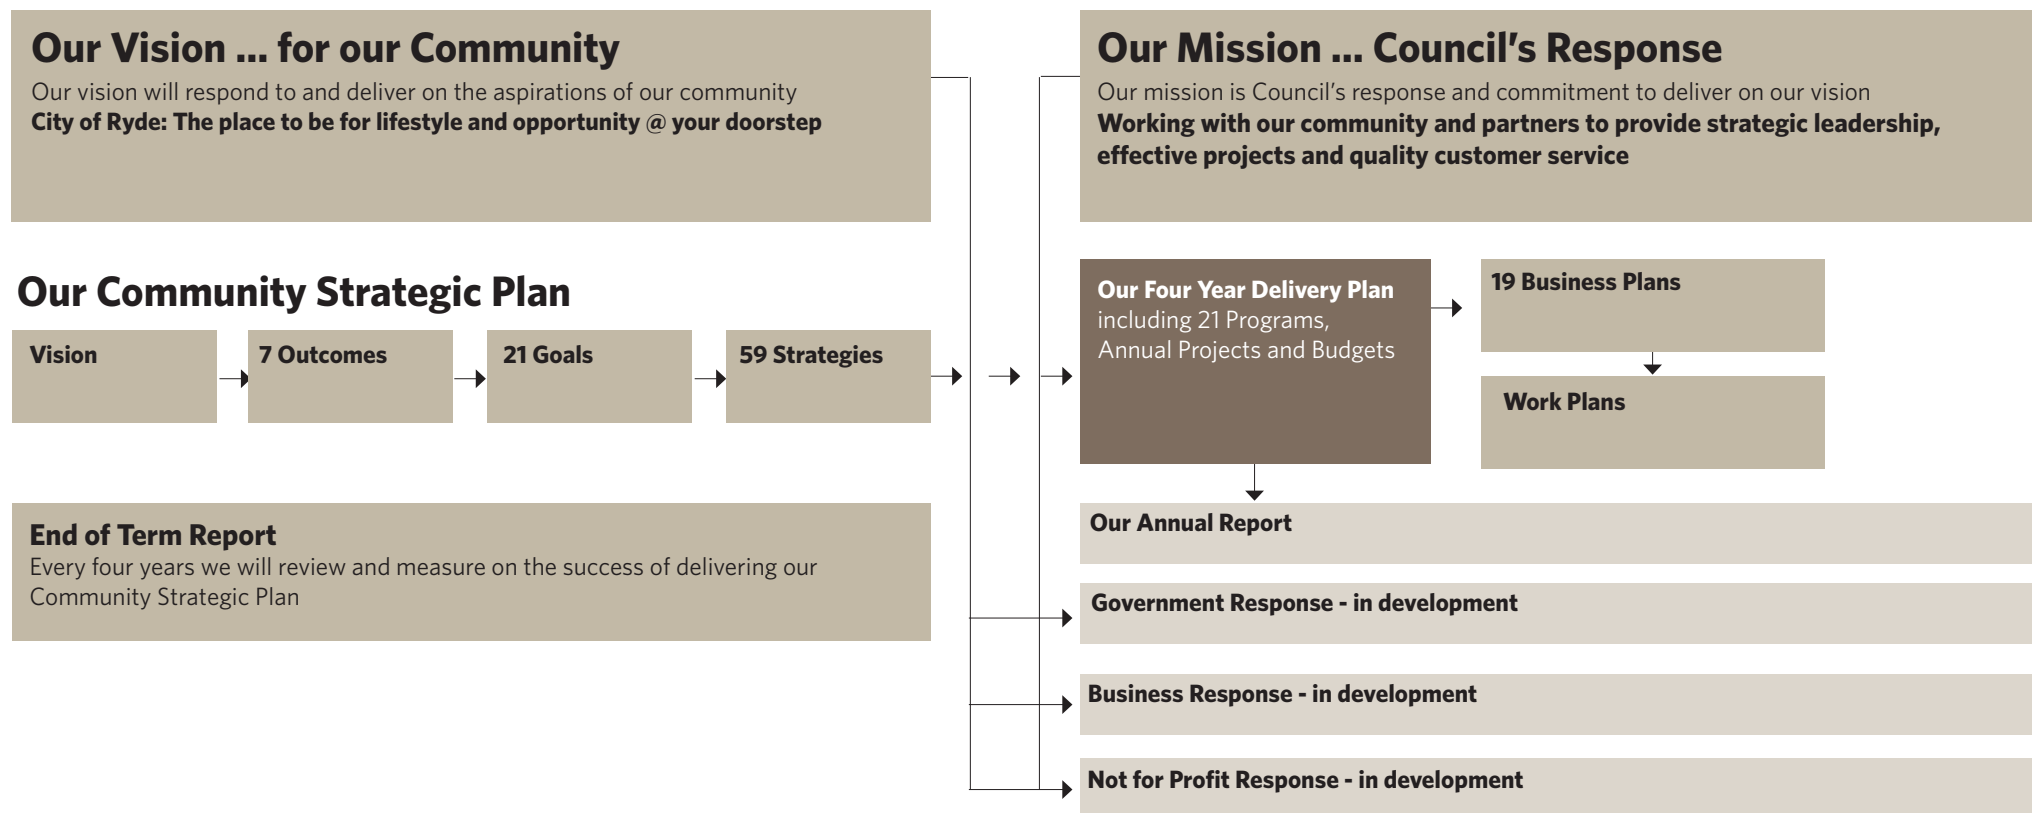 Our Vision ... for our Community
Our vision will respond to and deliver on the aspirations of our community
City of Ryde: The place to be for lifestyle and opportunity @ your doorstep
Our Mission ... Council's Response
Our mission is Council's response and commitment to deliver on our vision
Working with our community and partners to provide strategic leadership,
effective projects and quality customer service
Our Community Strategic Plan
Vision
7 Outcomes
21 Goals
59 Strategies
Our Four Year Delivery Plan
including 21 Programs,
Annual Projects and Budgets
19 Business Plans
Work Plans
End of Term Report
Every four years we will review and measure on the success of delivering our
Community Strategic Plan
Our Annual Report
Government Response - in development
Business Response - in development
Not for Profit Response - in development